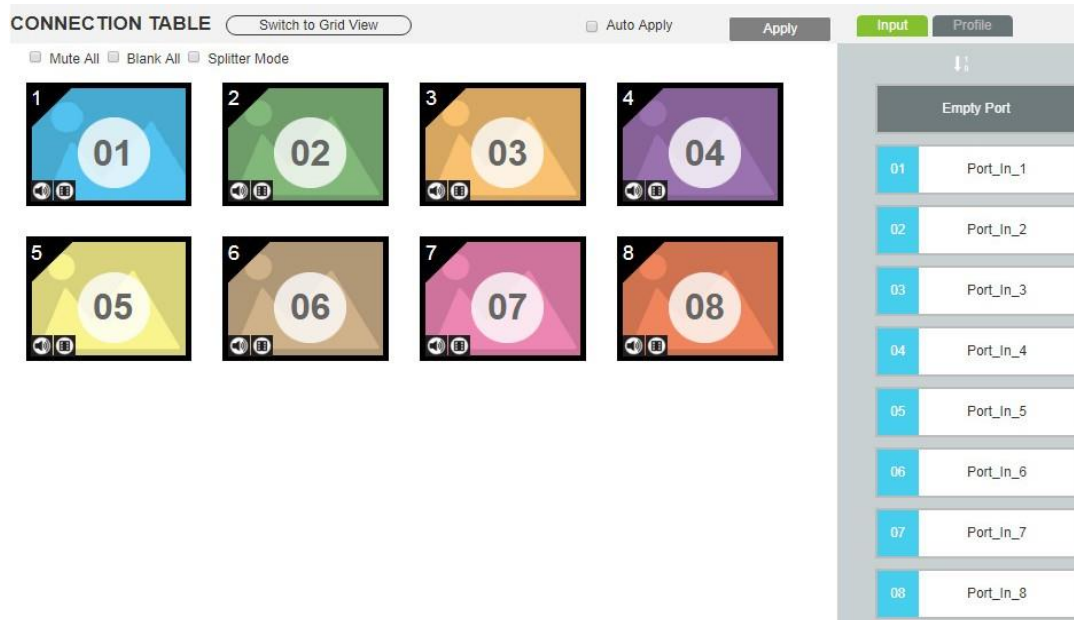 CONNECTION TABLE Switch to Grid View Auto Apply Apply Input Profile
Mute All Blank All Splitter Mode
1 2 3 4
01 02 03 04
5 6 7 8
05 06 07 08
Empty Port
01 Port_In_1
02 Port_In_2
03 Port_In_3
04 Port_In_4
05 Port_In_5
06 Port_In_6
07 Port_In_7
08 Port_In_8